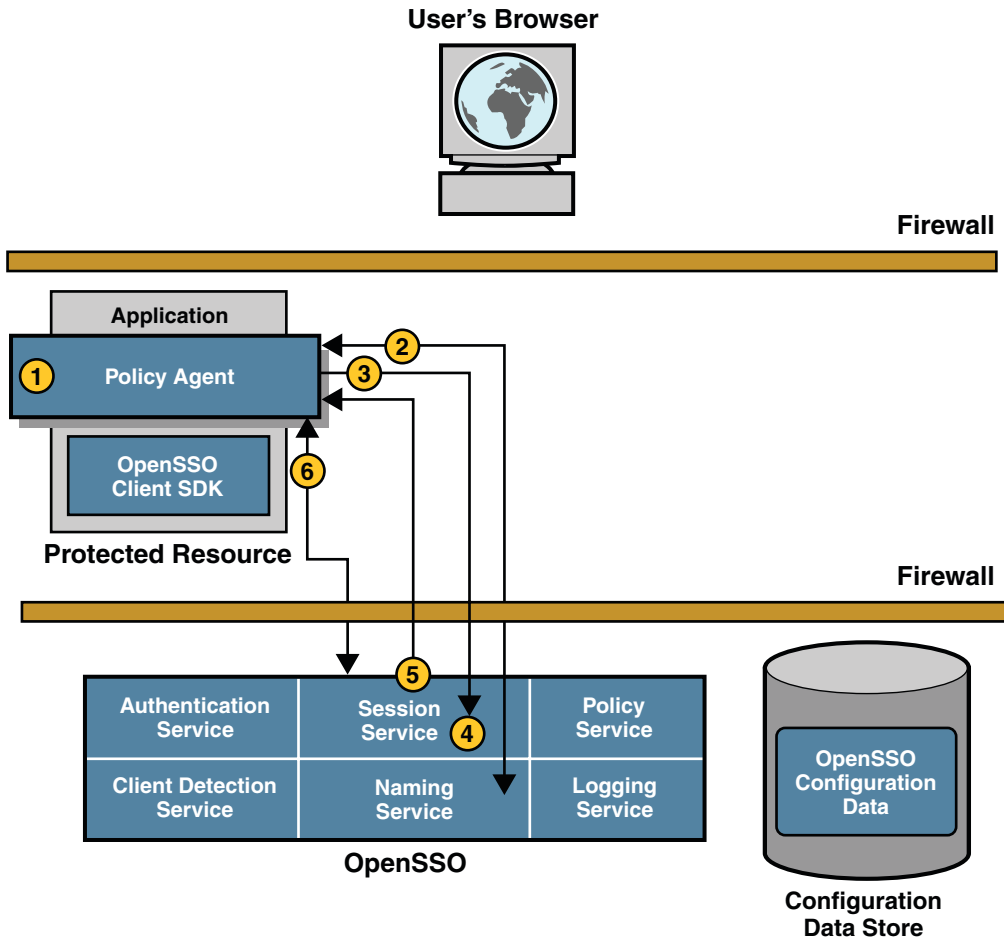 User's Browser
Firewall
Application
1
Policy Agent
2
3
OpenSSO
Client SDK
6
Protected Resource
Firewall
5
Authentication
Service
Session
Service
4
Policy
Service
Client Detection
Service
Naming
Service
Logging
Service
OpenSSO
OpenSSO
Configuration
Data
Configuration
Data Store